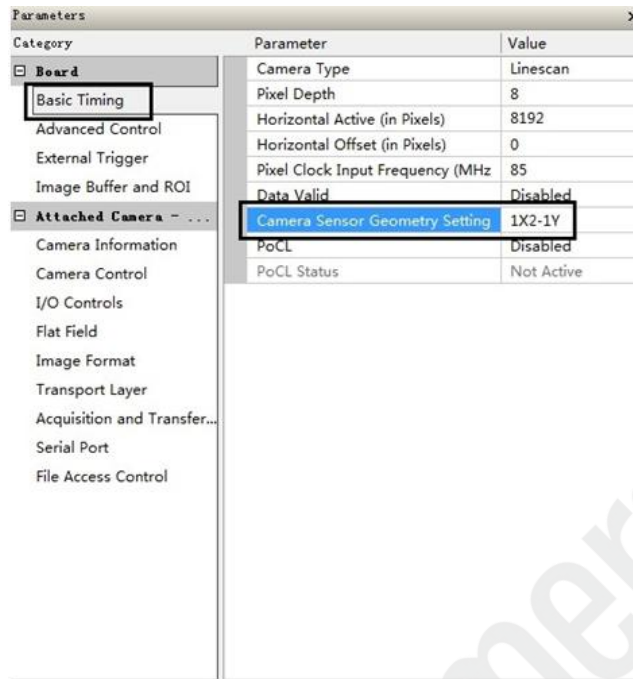 Parameters
Category
Parameter Value
Board
Basic Timing
Advanced Control
External Trigger
Image Buffer and ROI
Attached Camera - ...
Camera Information
Camera Control
I/O Controls
Flat Field
Image Format
Transport Layer
Acquisition and Transfer...
Serial Port
File Access Control
Camera Type Linescan
Pixel Depth 8
Horizontal Active (in Pixels) 8192
Horizontal Offset (in Pixels) 0
Pixel Clock Input Frequency (MHz 85
Data Valid Disabled
Camera Sensor Geometry Setting 1X2-1Y
PoCL Disabled
PoCL Status Not Active